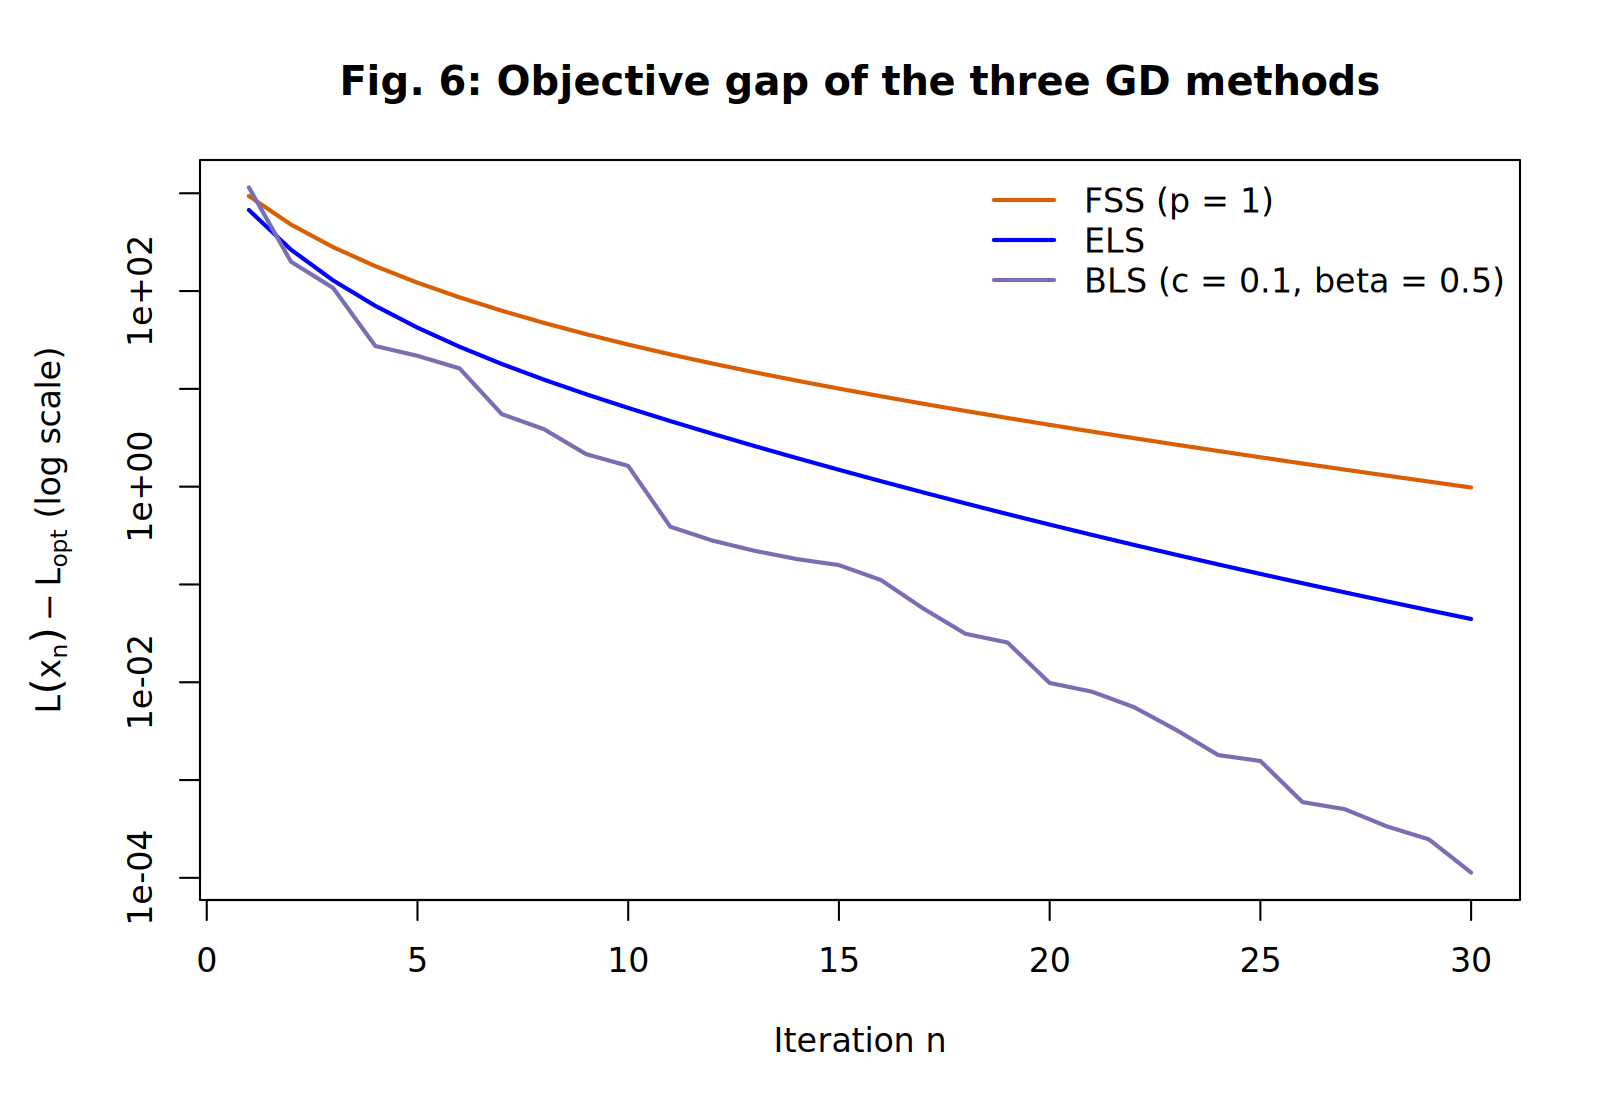 Fig. 6: Objective gap of the three GD methods
FSS (p = 1)
ELS
BLS (c = 0.1, beta = 0.5)
L(xₙ) − Lopt (log scale)
1e+02
1e+00
1e-02
1e-04
0 5 10 15 20 25 30
Iteration n